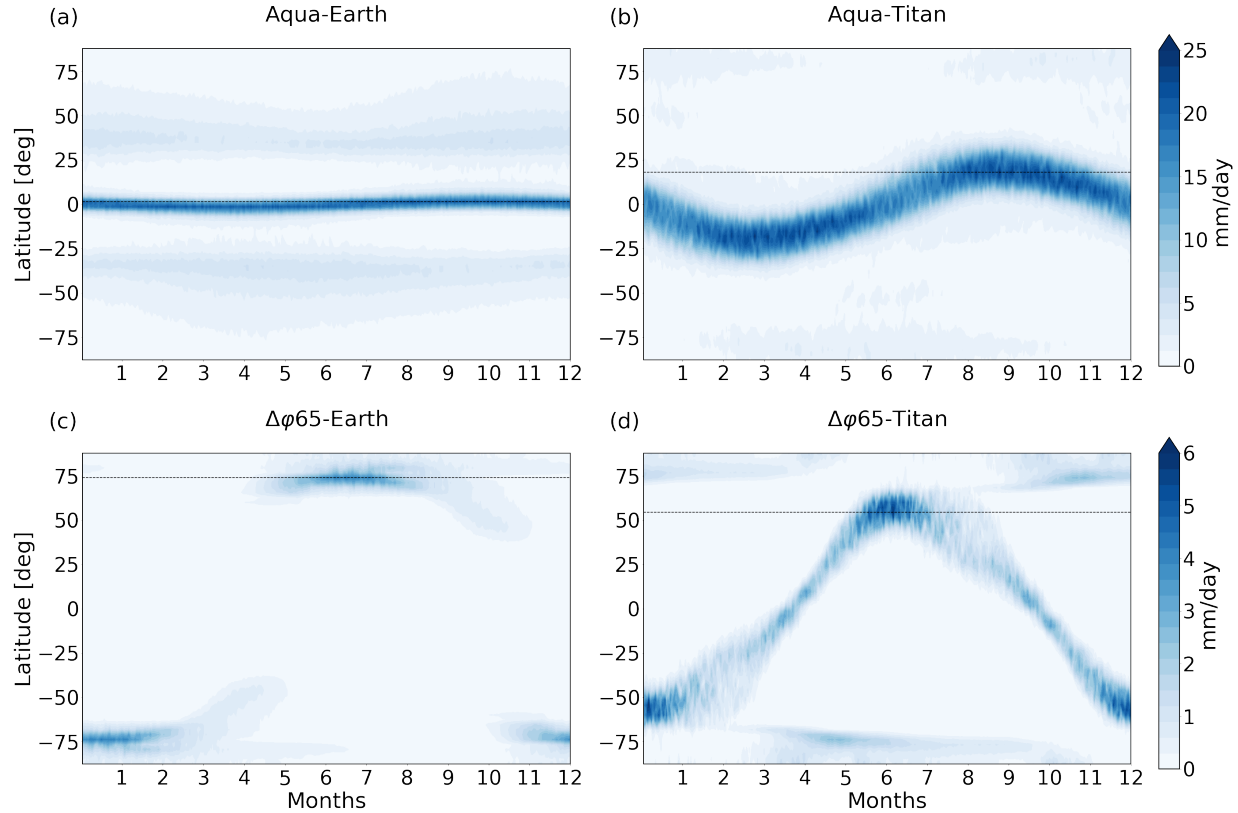 (a) Aqua-Earth
(b) Aqua-Titan
Latitude [deg]
75
50
25
0
−25
−50
−75
1 2 3 4 5 6 7 8 9 10 11 12
75
50
25
0
−25
−50
−75
1 2 3 4 5 6 7 8 9 10 11 12
25
20
15
10
5
0
mm/day
(c) Δφ65-Earth
(d) Δφ65-Titan
Latitude [deg]
75
50
25
0
−25
−50
−75
1 2 3 4 5 6 7 8 9 10 11 12
Months
75
50
25
0
−25
−50
−75
1 2 3 4 5 6 7 8 9 10 11 12
Months
6
5
4
3
2
1
0
mm/day